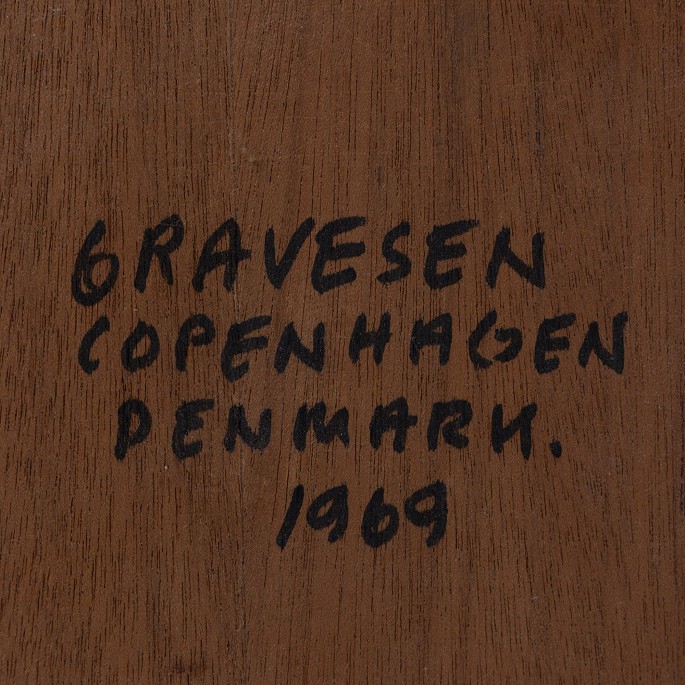 GRAVESEN
COPENHAGEN
DENMARK.
1969